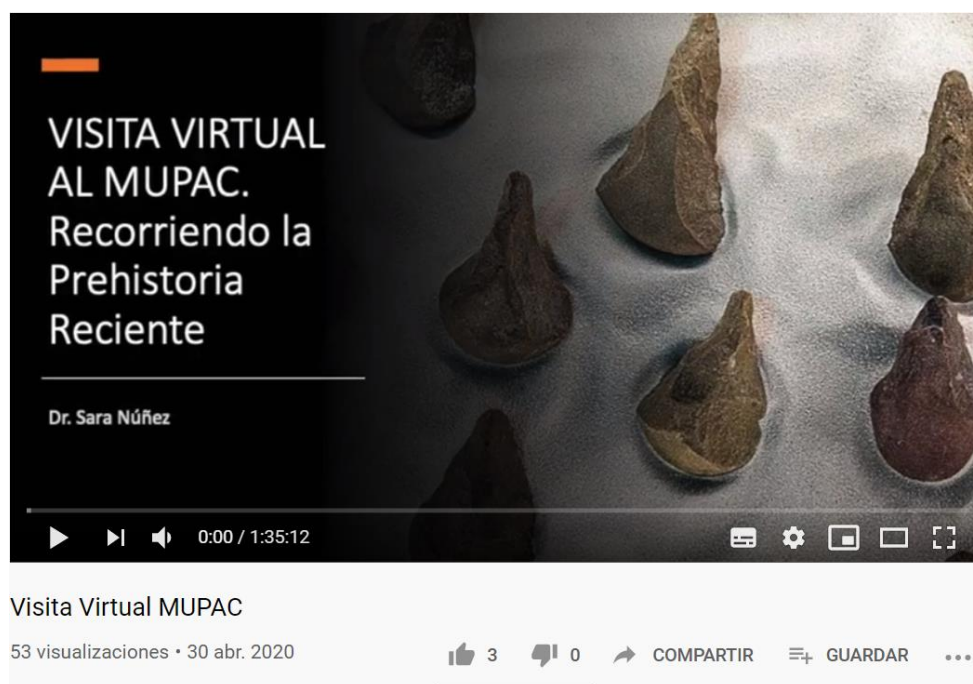 VISITA VIRTUAL
AL MUPAC.
Recorriendo la
Prehistoria
Reciente
Dr. Sara Núñez
0:00 / 1:35:12
Visita Virtual MUPAC
53 visualizaciones • 30 abr. 2020 3 0 COMPARTIR GUARDAR